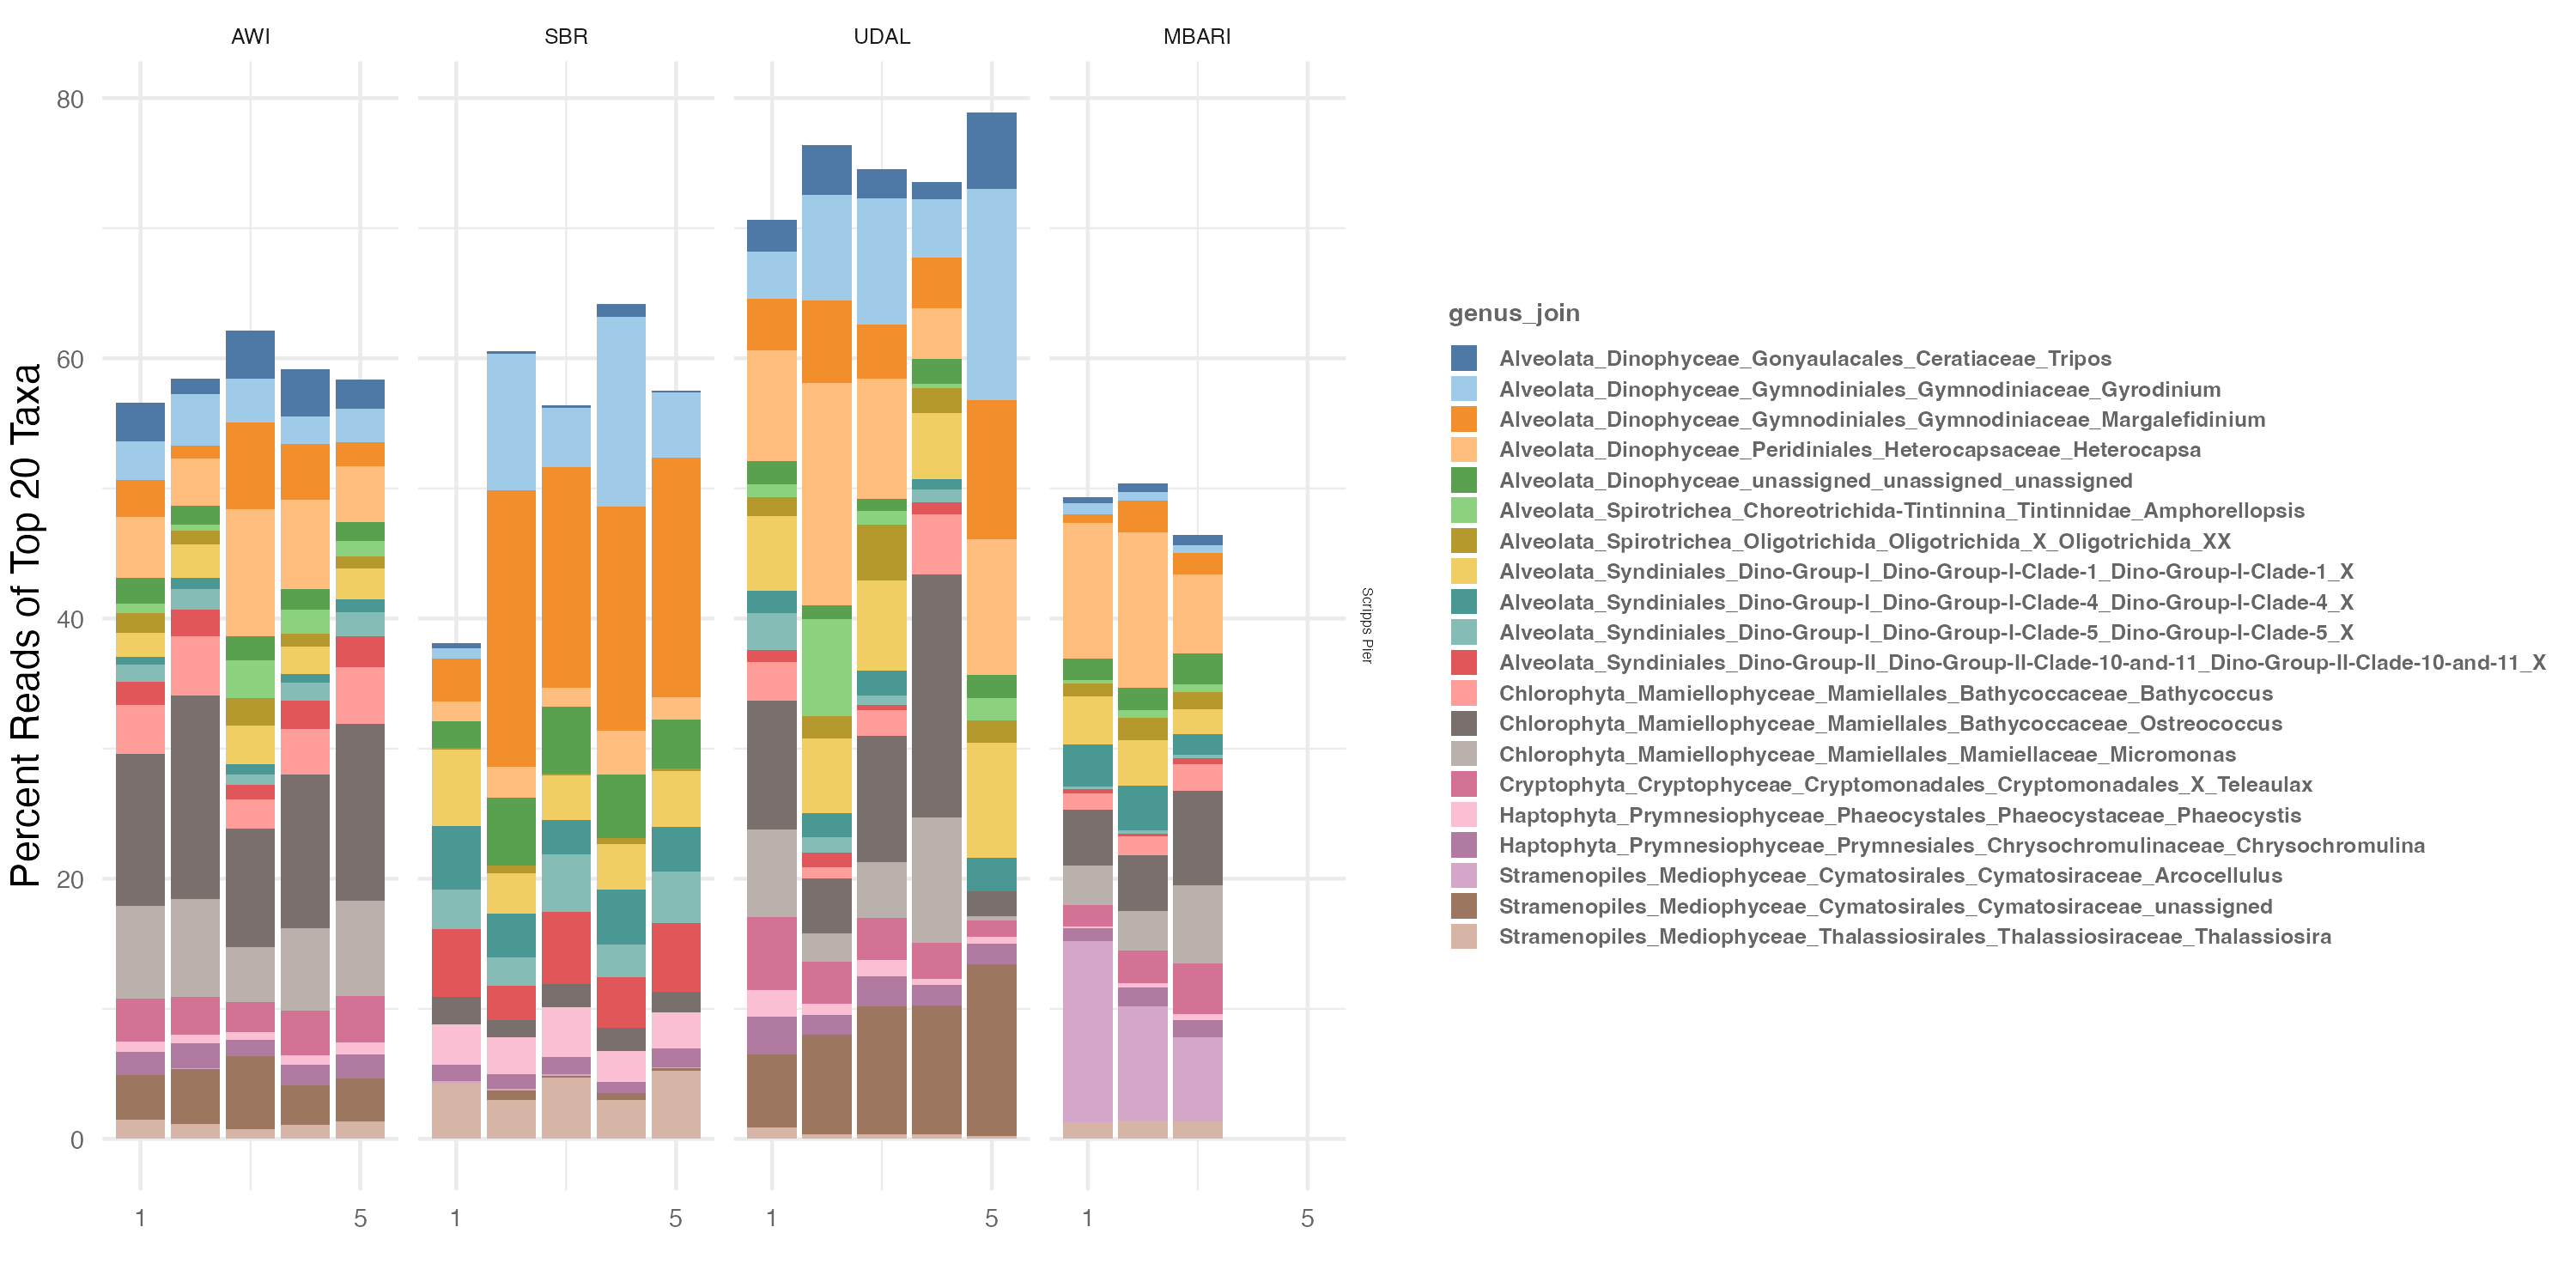 AWI SBR UDAL MBARI
80
60
40
20
0
Percent Reads of Top 20 Taxa
1 5 1 5 1 5 1 5
Scripps Pier
genus_join
Alveolata_Dinophyceae_Gonyaulacales_Ceratiaceae_Tripos
Alveolata_Dinophyceae_Gymnodiniales_Gymnodiniaceae_Gyrodinium
Alveolata_Dinophyceae_Gymnodiniales_Gymnodiniaceae_Margalefidinium
Alveolata_Dinophyceae_Peridiniales_Heterocapsaceae_Heterocapsa
Alveolata_Dinophyceae_unassigned_unassigned_unassigned
Alveolata_Spirotrichea_Choreotrichida-Tintinnina_Tintinnidae_Amphorellopsis
Alveolata_Spirotrichea_Oligotrichida_Oligotrichida_X_Oligotrichida_XX
Alveolata_Syndiniales_Dino-Group-I_Dino-Group-I-Clade-1_Dino-Group-I-Clade-1_X
Alveolata_Syndiniales_Dino-Group-I_Dino-Group-I-Clade-4_Dino-Group-I-Clade-4_X
Alveolata_Syndiniales_Dino-Group-I_Dino-Group-I-Clade-5_Dino-Group-I-Clade-5_X
Alveolata_Syndiniales_Dino-Group-II_Dino-Group-II-Clade-10-and-11_Dino-Group-II-Clade-10-and-11_X
Chlorophyta_Mamiellophyceae_Mamiellales_Bathycoccaceae_Bathycoccus
Chlorophyta_Mamiellophyceae_Mamiellales_Bathycoccaceae_Ostreococcus
Chlorophyta_Mamiellophyceae_Mamiellales_Mamiellaceae_Micromonas
Cryptophyta_Cryptophyceae_Cryptomonadales_Cryptomonadales_X_Teleaulax
Haptophyta_Prymnesiophyceae_Phaeocystales_Phaeocystaceae_Phaeocystis
Haptophyta_Prymnesiophyceae_Prymnesiales_Chrysochromulinaceae_Chrysochromulina
Stramenopiles_Mediophyceae_Cymatosirales_Cymatosiraceae_Arcocellulus
Stramenopiles_Mediophyceae_Cymatosirales_Cymatosiraceae_unassigned
Stramenopiles_Mediophyceae_Thalassiosirales_Thalassiosiraceae_Thalassiosira